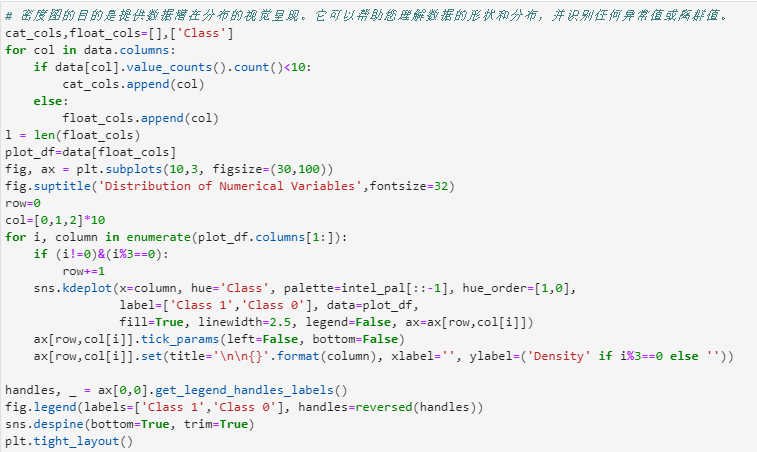 # 密度图的目的是提供数据潜在分布的视觉呈现。它可以帮助您理解数据的形状和分布，并识别任何异常值或离群值。
cat_cols,float_cols=[],['Class']
for col in data.columns:
    if data[col].value_counts().count()<10:
        cat_cols.append(col)
    else:
        float_cols.append(col)
l = len(float_cols)
plot_df=data[float_cols]
fig, ax = plt.subplots(10,3, figsize=(30,100))
fig.suptitle('Distribution of Numerical Variables',fontsize=32)
row=0
col=[0,1,2]*10
for i, column in enumerate(plot_df.columns[1:]):
    if (i!=0)&(i%3==0):
        row+=1
    sns.kdeplot(x=column, hue='Class', palette=intel_pal[::-1], hue_order=[1,0],
                label=['Class 1','Class 0'], data=plot_df,
                fill=True, linewidth=2.5, legend=False, ax=ax[row,col[i]])
    ax[row,col[i]].tick_params(left=False, bottom=False)
    ax[row,col[i]].set(title='\n\n{}'.format(column), xlabel='', ylabel=('Density' if i%3==0 else ''))
handles, _ = ax[0,0].get_legend_handles_labels()
fig.legend(labels=['Class 1','Class 0'], handles=reversed(handles))
sns.despine(bottom=True, trim=True)
plt.tight_layout()